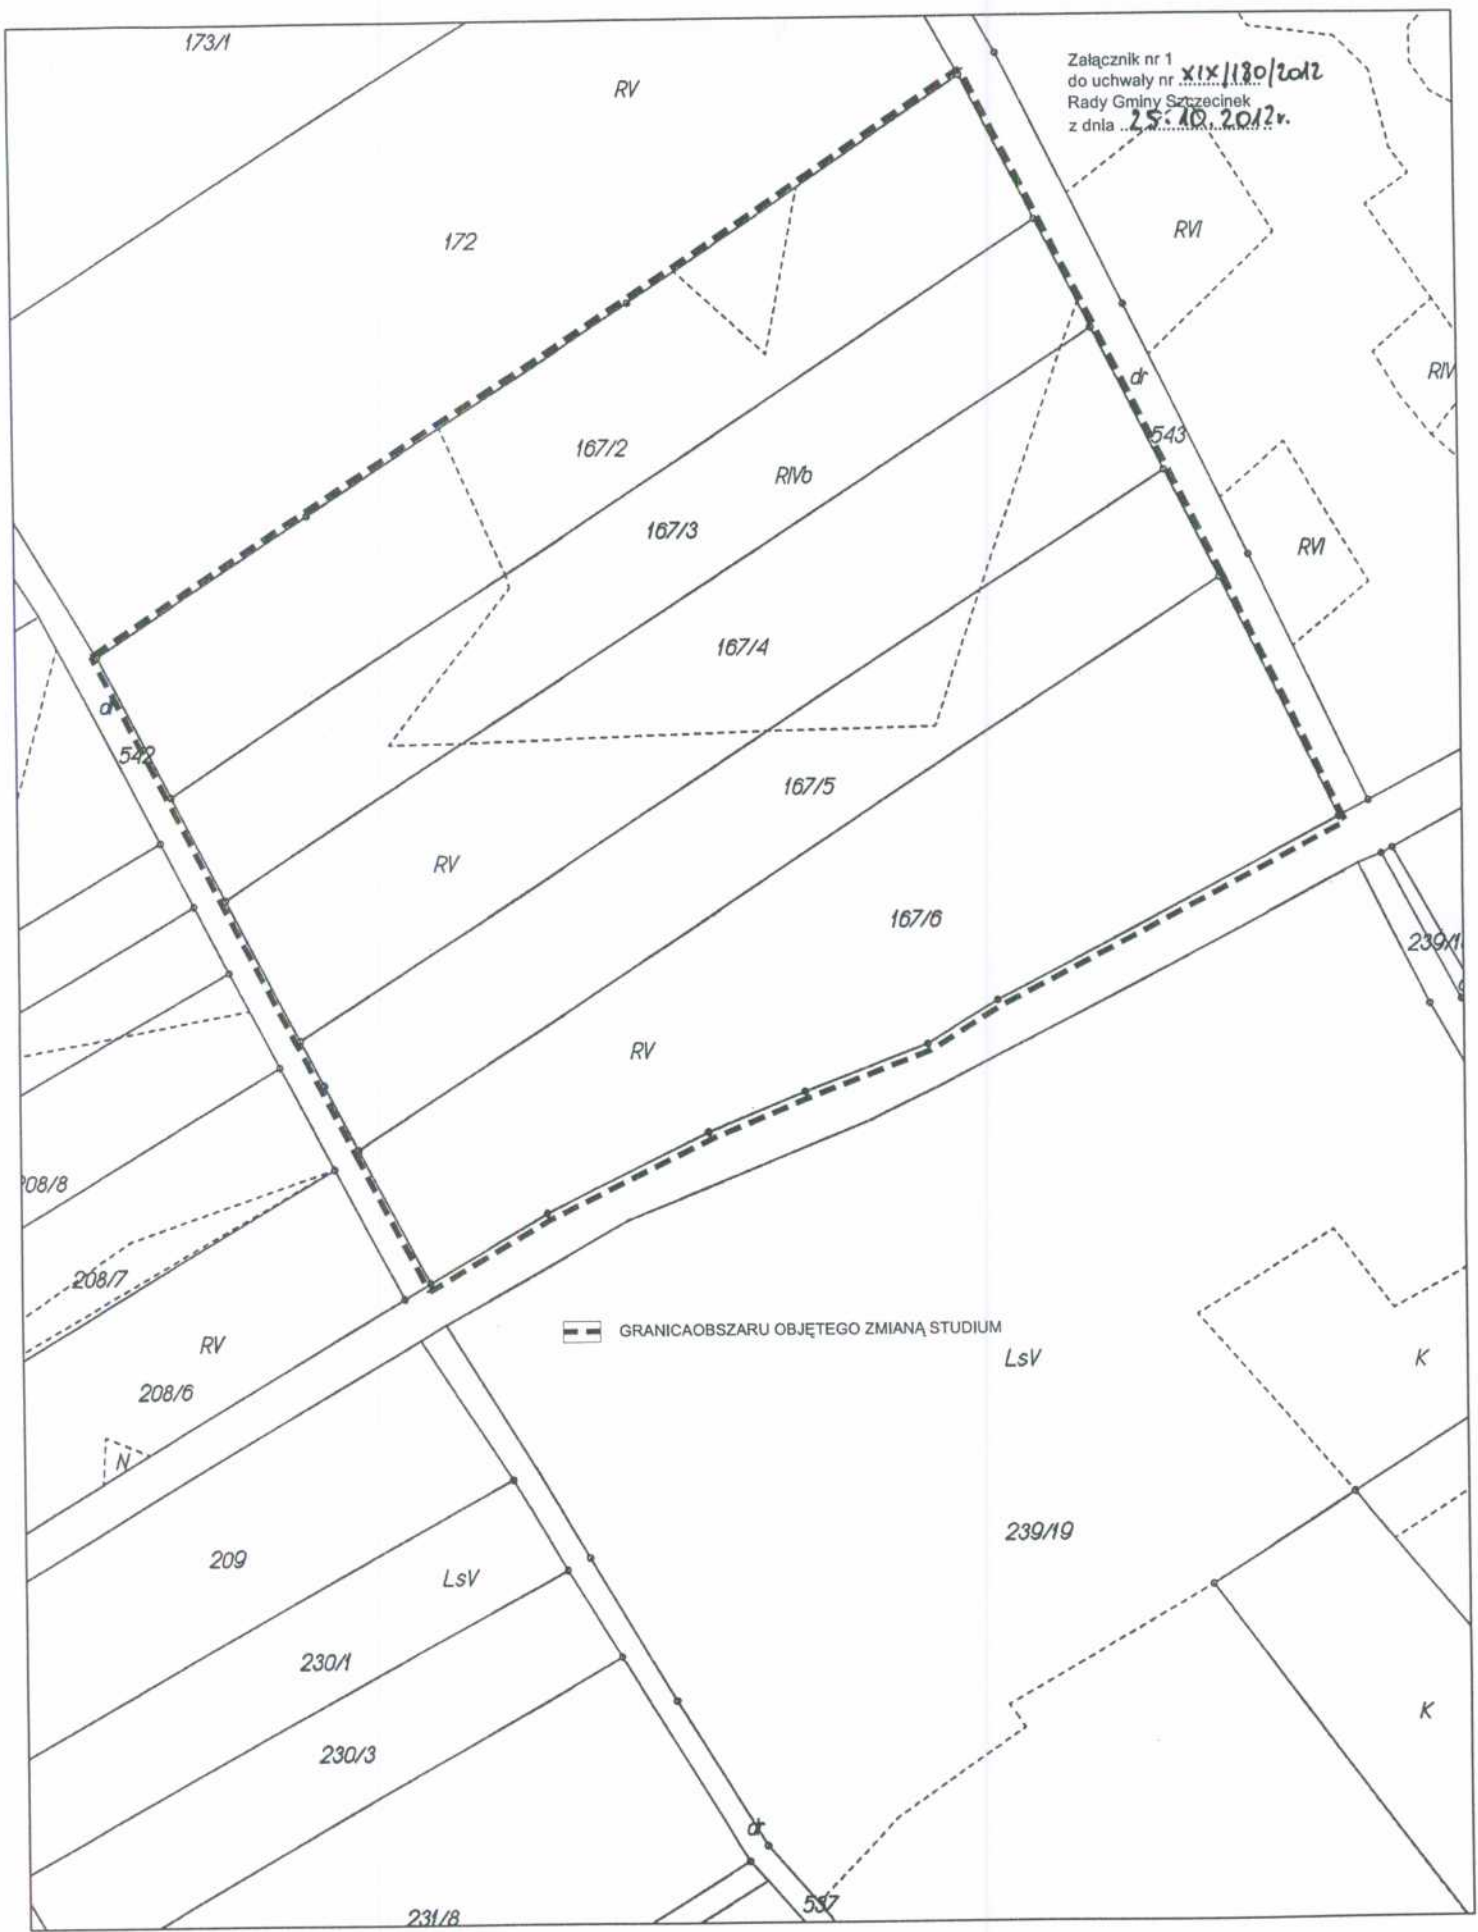 173/1
RV
Załącznik nr 1
do uchwały nr XIX/180/2012
Rady Gminy Szczecinek
z dnia 25.10.2012r.
172
RVI
dr
RIV
543
167/2
RIVb
167/3
RVI
167/4
542
167/5
RV
167/6
239/1
RV
208/8
208/7
GRANICAOBSZARU OBJĘTEGO ZMIANĄ STUDIUM
RV
LsV
K
208/6
N
239/19
209
LsV
230/1
K
230/3
dr
537
231/8